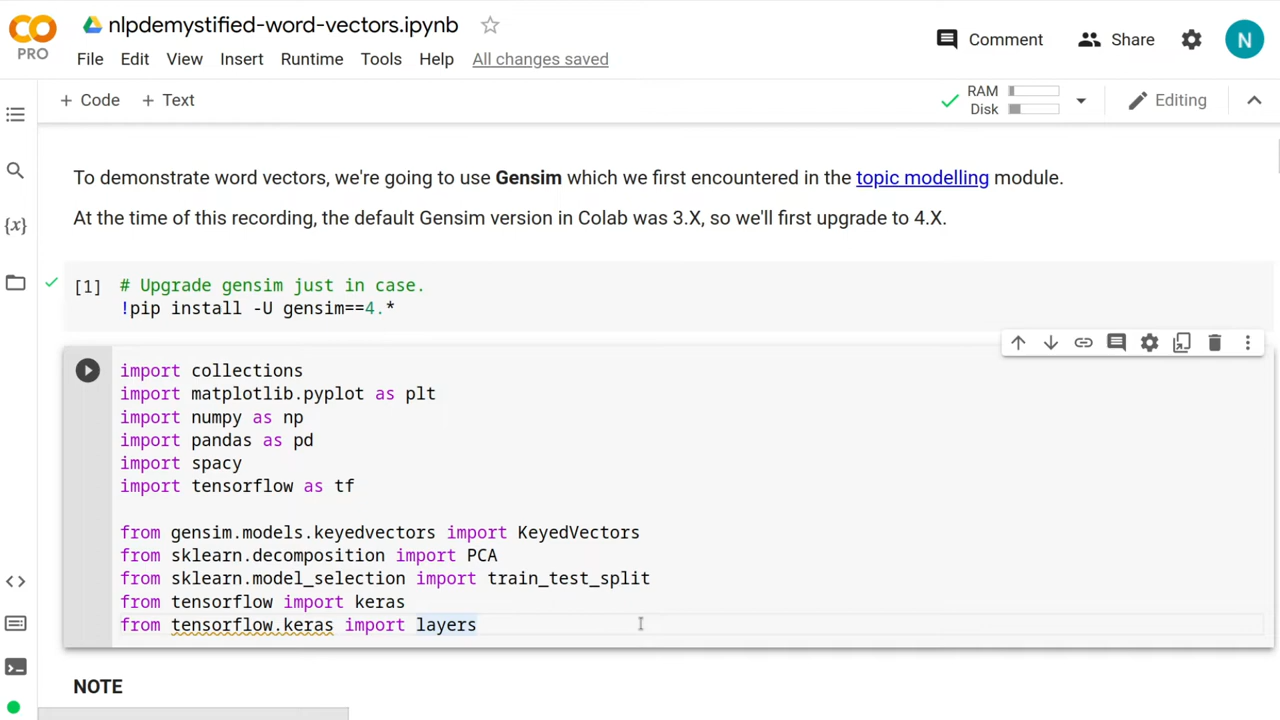 nlpdemystified-word-vectors.ipynb
PRO
File Edit View Insert Runtime Tools Help All changes saved
Comment Share N
+ Code + Text
RAM
Disk
Editing
To demonstrate word vectors, we're going to use Gensim which we first encountered in the topic modelling module.
At the time of this recording, the default Gensim version in Colab was 3.X, so we'll first upgrade to 4.X.
[1] # Upgrade gensim just in case.
!pip install -U gensim==4.*
{x}
import collections
import matplotlib.pyplot as plt
import numpy as np
import pandas as pd
import spacy
import tensorflow as tf
from gensim.models.keyedvectors import KeyedVectors
from sklearn.decomposition import PCA
from sklearn.model_selection import train_test_split
from tensorflow import keras
from tensorflow.keras import layers
NOTE